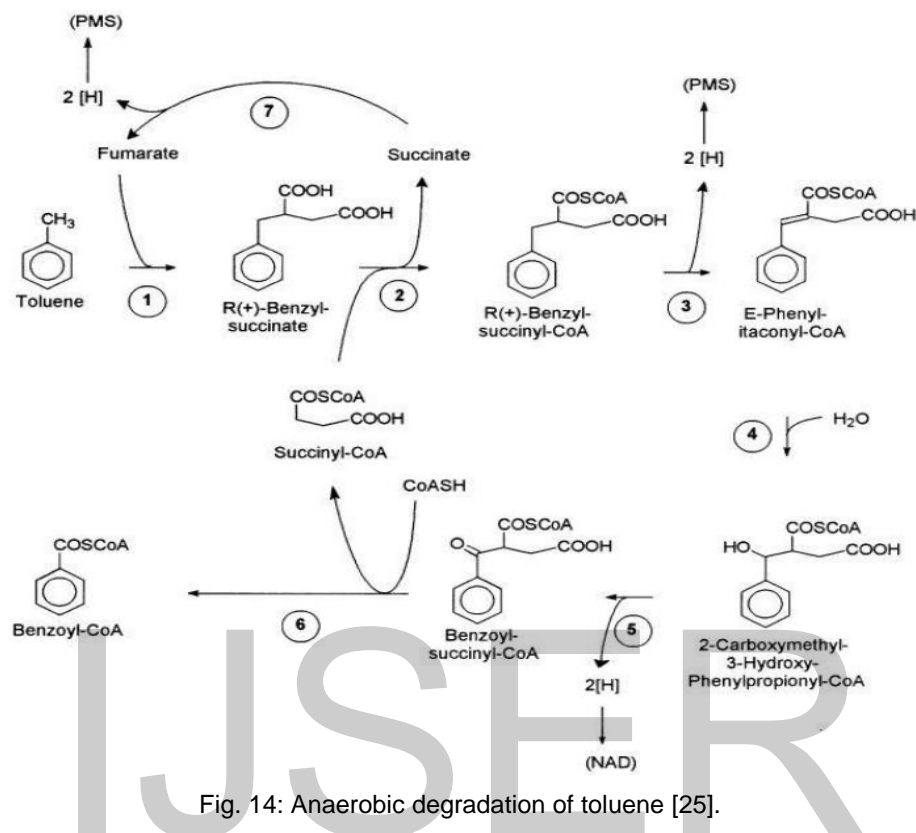 (PMS)
2 [H]
7
Fumarate
Succinate
(PMS)
2 [H]
CH3
Toluene
1
COOH
COOH
R(+)-Benzyl-
succinate
2
COSCoA
COOH
R(+)-Benzyl-
succinyl-CoA
3
COSCoA
COOH
E-Phenyl-
itaconyl-CoA
4
H2O
COSCoA
COOH
Succinyl-CoA
CoASH
COSCoA
Benzoyl-CoA
6
O
COSCoA
COOH
Benzoyl-
succinyl-CoA
5
2[H]
(NAD)
HO
COSCoA
COOH
2-Carboxymethyl-
3-Hydroxy-
Phenylpropionyl-CoA
IJSER
Fig. 14: Anaerobic degradation of toluene [25].